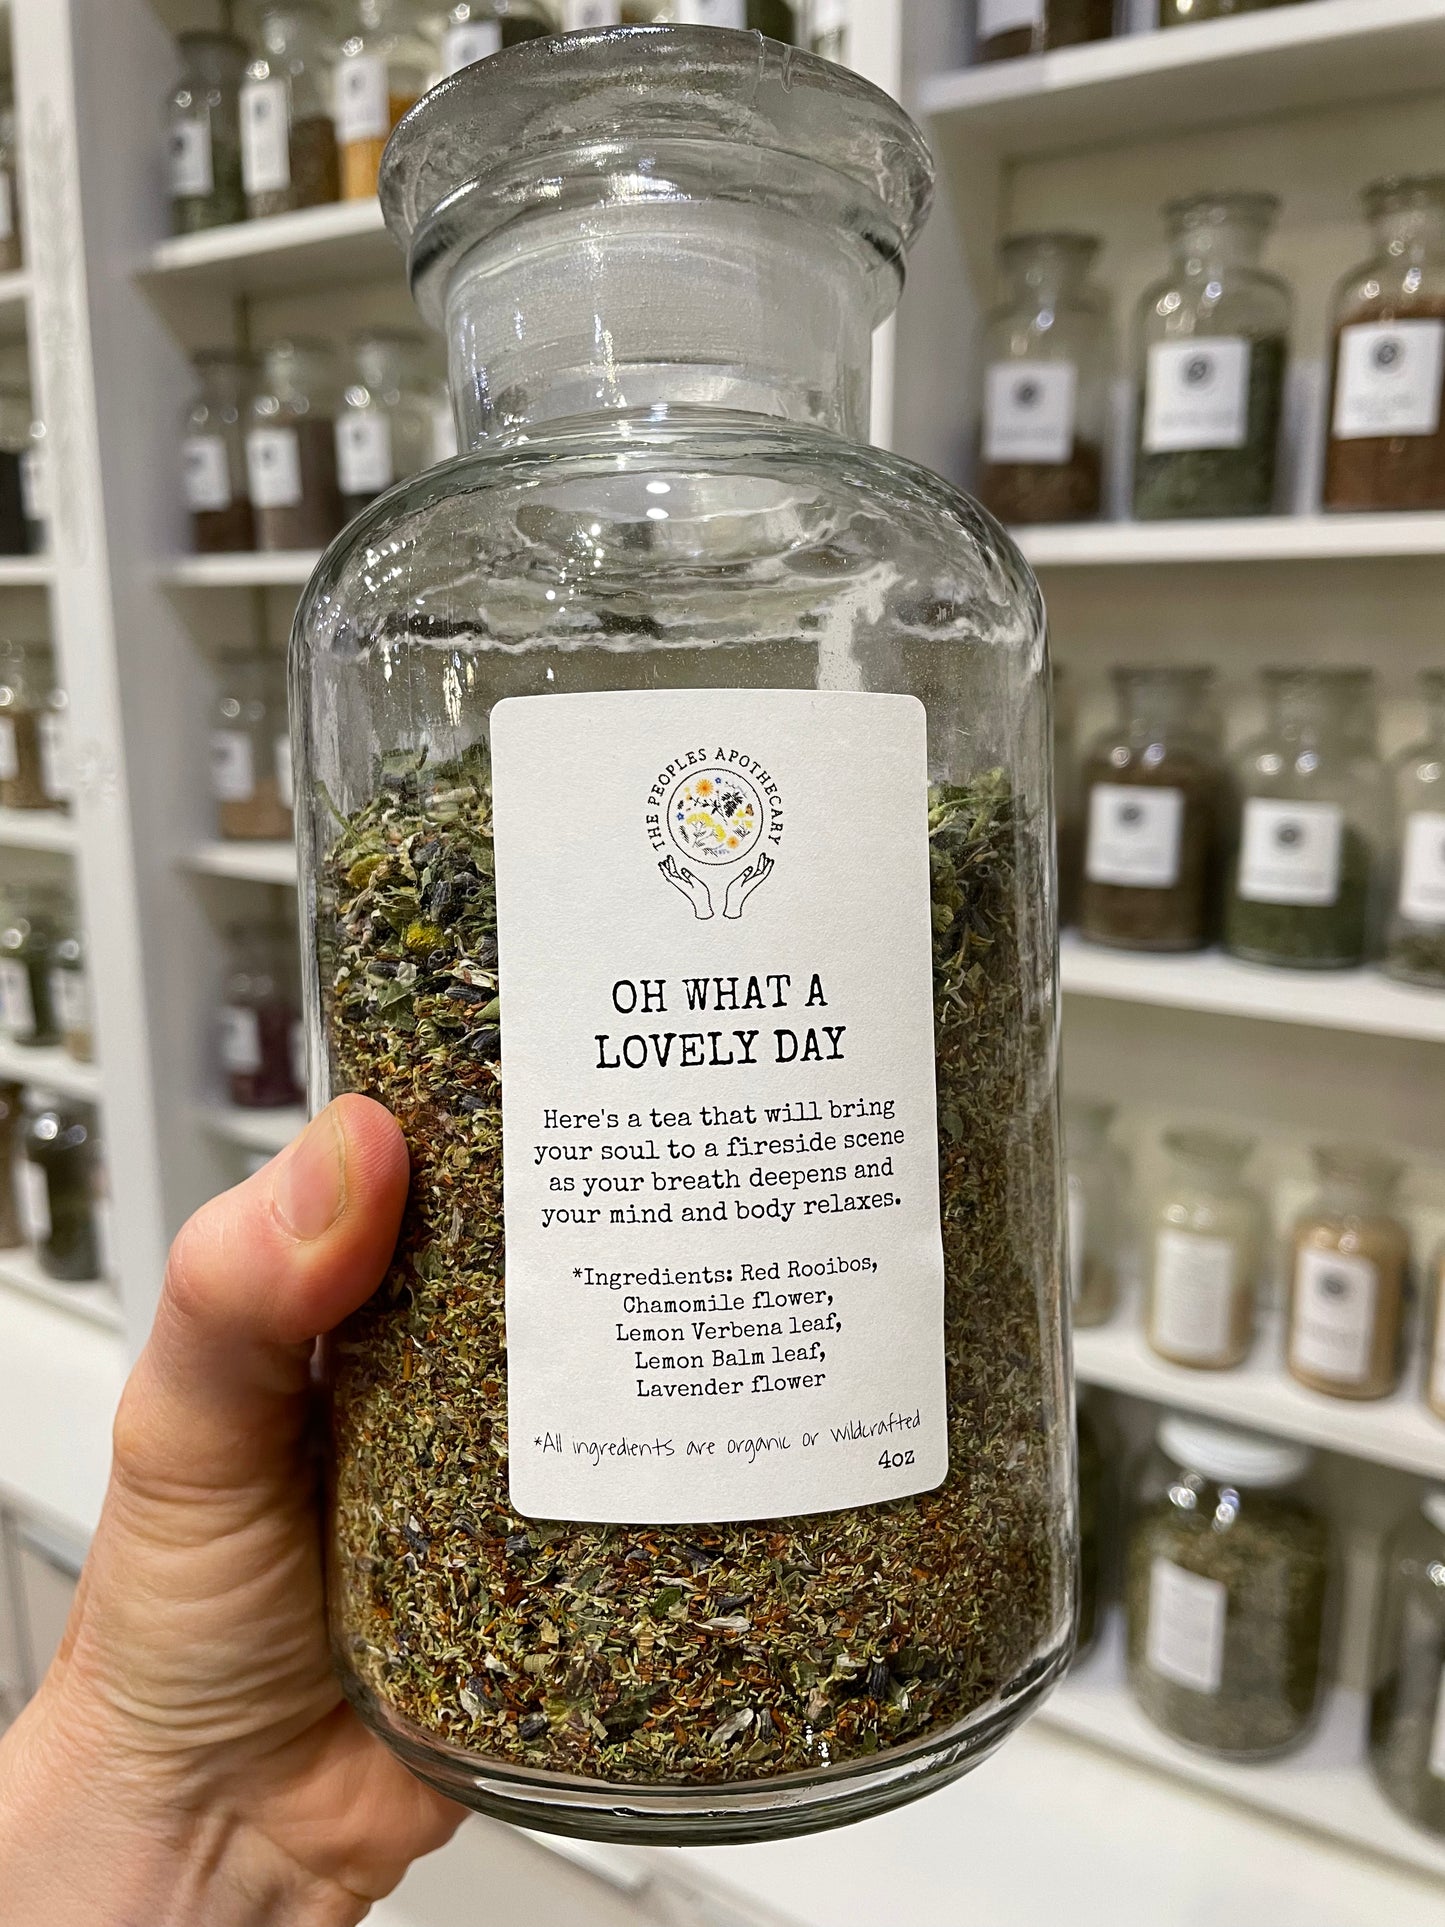 THE PEOPLES APOTHECARY
OH WHAT A
LOVELY DAY
Here's a tea that will bring
your soul to a fireside scene
as your breath deepens and
your mind and body relaxes.
*Ingredients: Red Rooibos,
Chamomile flower,
Lemon Verbena leaf,
Lemon Balm leaf,
Lavender flower
*All ingredients are organic or wildcrafted
4oz